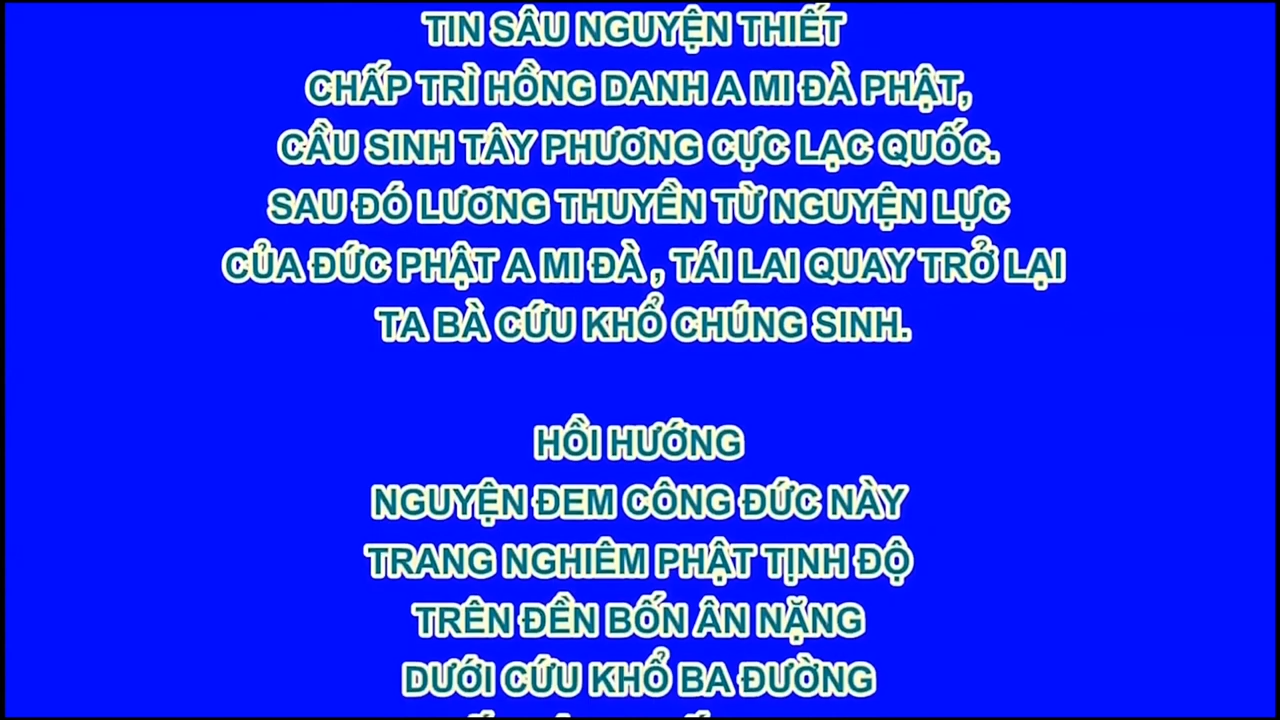 TIN SÂU NGUYỆN THIẾT
CHẤP TRÌ HỒNG DANH A MI ĐÀ PHẬT,
CẦU SINH TÂY PHƯƠNG CỰC LẠC QUỐC.
SAU ĐÓ LƯƠNG THUYỀN TỪ NGUYỆN LỰC
CỦA ĐỨC PHẬT A MI ĐÀ , TÁI LAI QUAY TRỞ LẠI
TA BÀ CỨU KHỔ CHÚNG SINH.
HỒI HƯỚNG
NGUYỆN ĐEM CÔNG ĐỨC NÀY
TRANG NGHIÊM PHẬT TỊNH ĐỘ
TRÊN ĐỀN BỐN ÂN NẶNG
DƯỚI CỨU KHỔ BA ĐƯỜNG